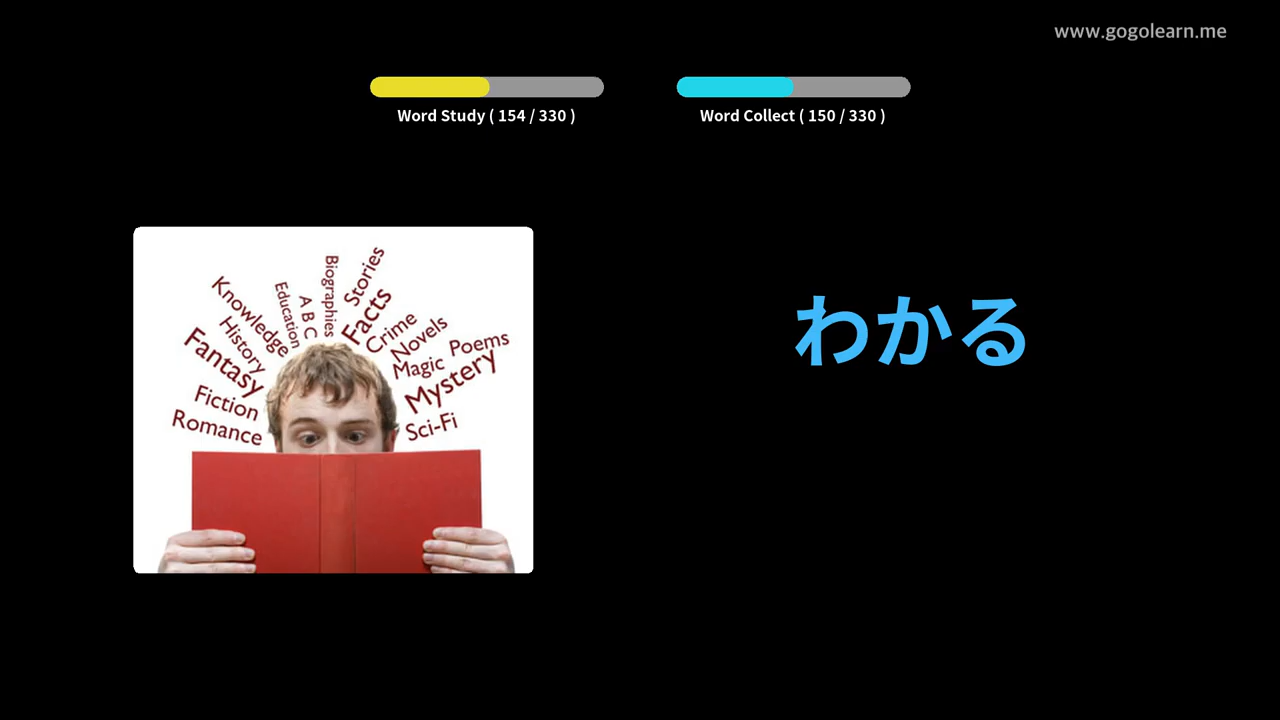 www.gogolearn.me
Word Study ( 154 / 330 )
Word Collect ( 150 / 330 )
Knowledge
Education
A B C
Biographies
Stories
Facts
Crime
Novels
Poems
Magic
Mystery
Sci-Fi
History
Fantasy
Fiction
Romance
わかる